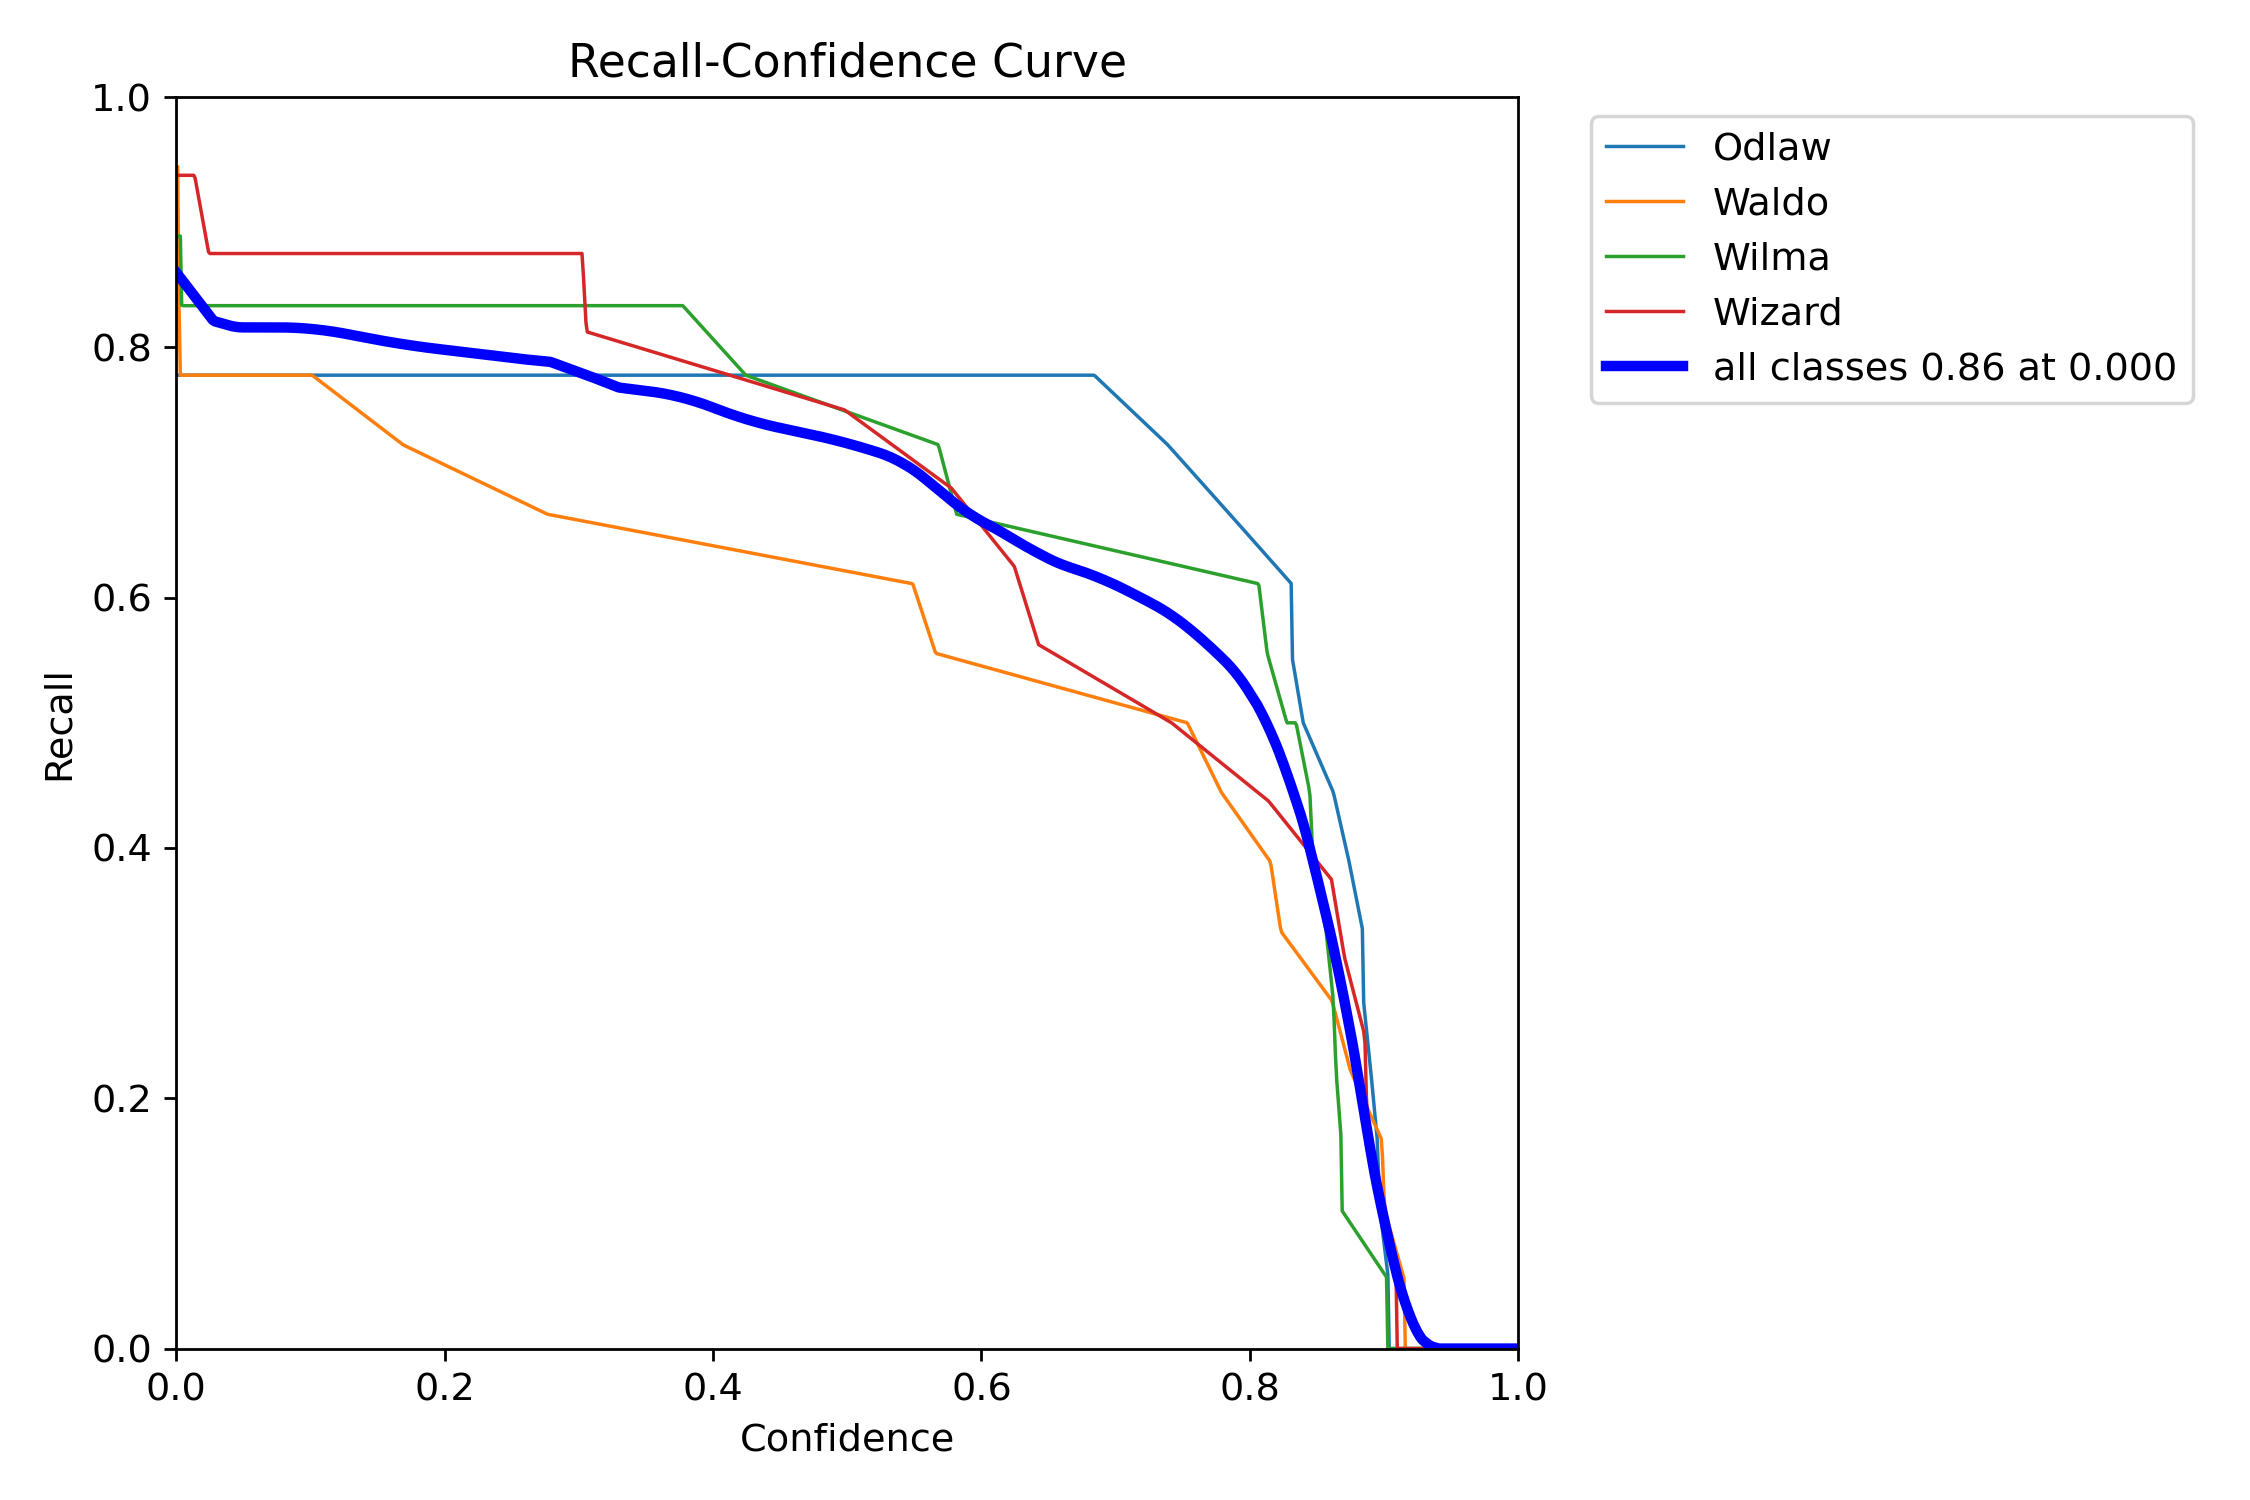 Recall-Confidence Curve
1.0
0.8
0.6
0.4
0.2
0.0
Recall
0.0 0.2 0.4 0.6 0.8 1.0
Confidence
Odlaw
Waldo
Wilma
Wizard
all classes 0.86 at 0.000